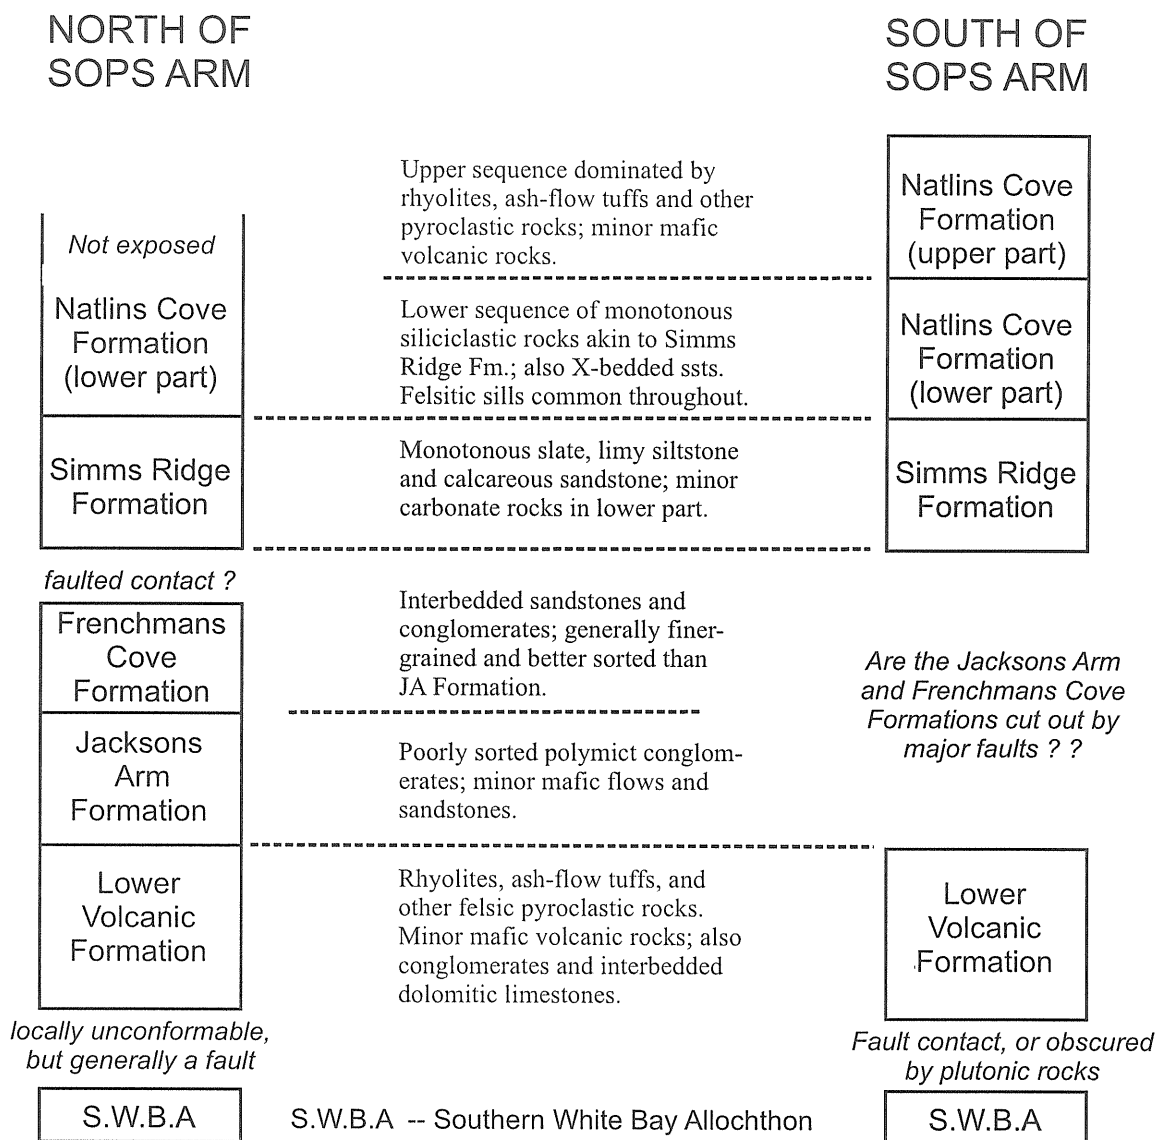 NORTH OF
SOPS ARM
SOUTH OF
SOPS ARM
Not exposed
Natlins Cove
Formation
(lower part)
Simms Ridge
Formation
faulted contact ?
Frenchmans
Cove
Formation
Jacksons
Arm
Formation
Lower
Volcanic
Formation
locally unconformable,
but generally a fault
S.W.B.A
Upper sequence dominated by
rhyolites, ash-flow tuffs and other
pyroclastic rocks; minor mafic
volcanic rocks.
Lower sequence of monotonous
siliciclastic rocks akin to Simms
Ridge Fm.; also X-bedded ssts.
Felsitic sills common throughout.
Monotonous slate, limy siltstone
and calcareous sandstone; minor
carbonate rocks in lower part.
Interbedded sandstones and
conglomerates; generally finer-
grained and better sorted than
JA Formation.
Poorly sorted polymict conglom-
erates; minor mafic flows and
sandstones.
Rhyolites, ash-flow tuffs, and
other felsic pyroclastic rocks.
Minor mafic volcanic rocks; also
conglomerates and interbedded
dolomitic limestones.
S.W.B.A -- Southern White Bay Allochthon
Natlins Cove
Formation
(upper part)
Natlins Cove
Formation
(lower part)
Simms Ridge
Formation
Are the Jacksons Arm
and Frenchmans Cove
Formations cut out by
major faults ? ?
Lower
Volcanic
Formation
Fault contact, or obscured
by plutonic rocks
S.W.B.A